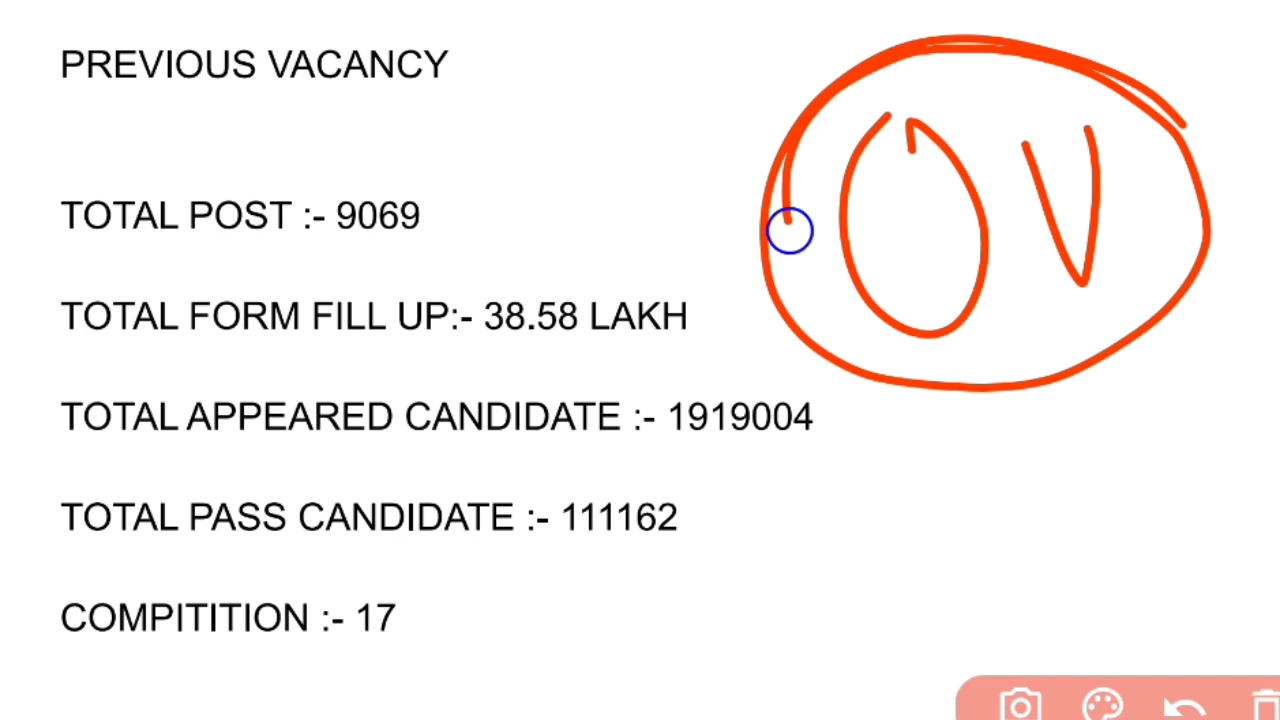 PREVIOUS VACANCY
OV
TOTAL POST :- 9069
TOTAL FORM FILL UP:- 38.58 LAKH
TOTAL APPEARED CANDIDATE :- 1919004
TOTAL PASS CANDIDATE :- 111162
COMPITITION :- 17